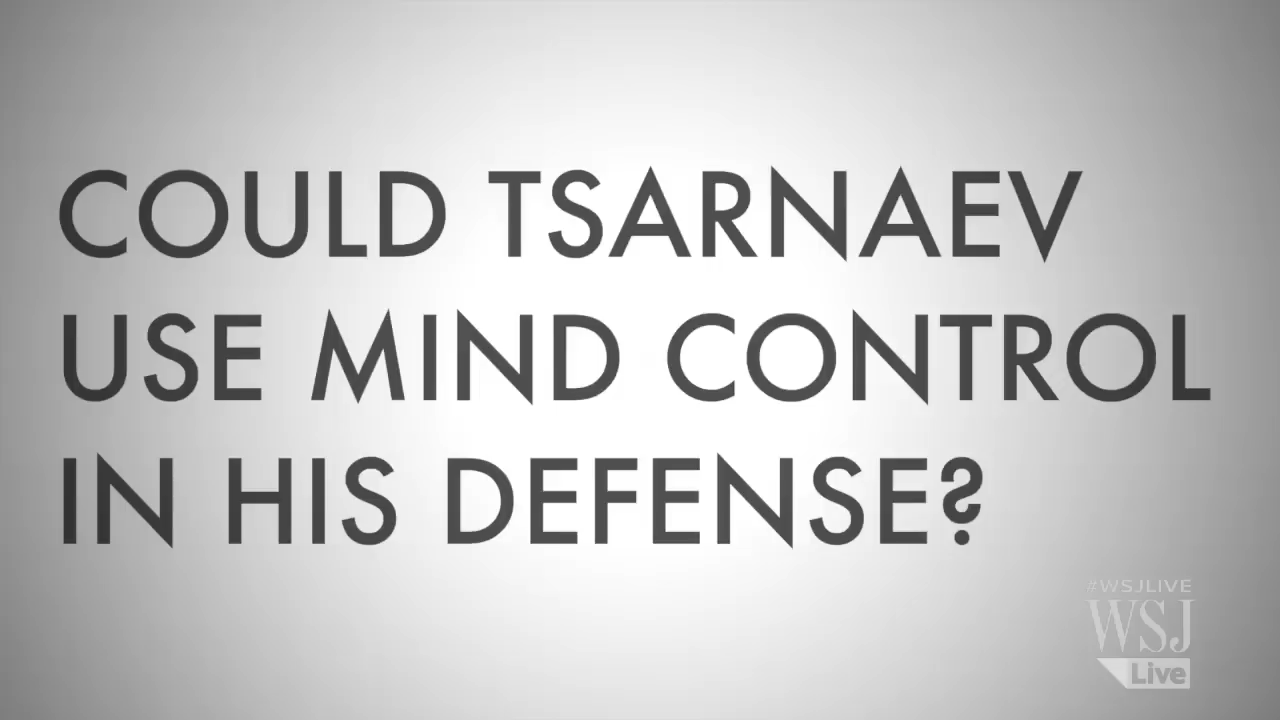 COULD TSARNAEV
USE MIND CONTROL
IN HIS DEFENSE?
#WSJLIVE
WSJ
Live